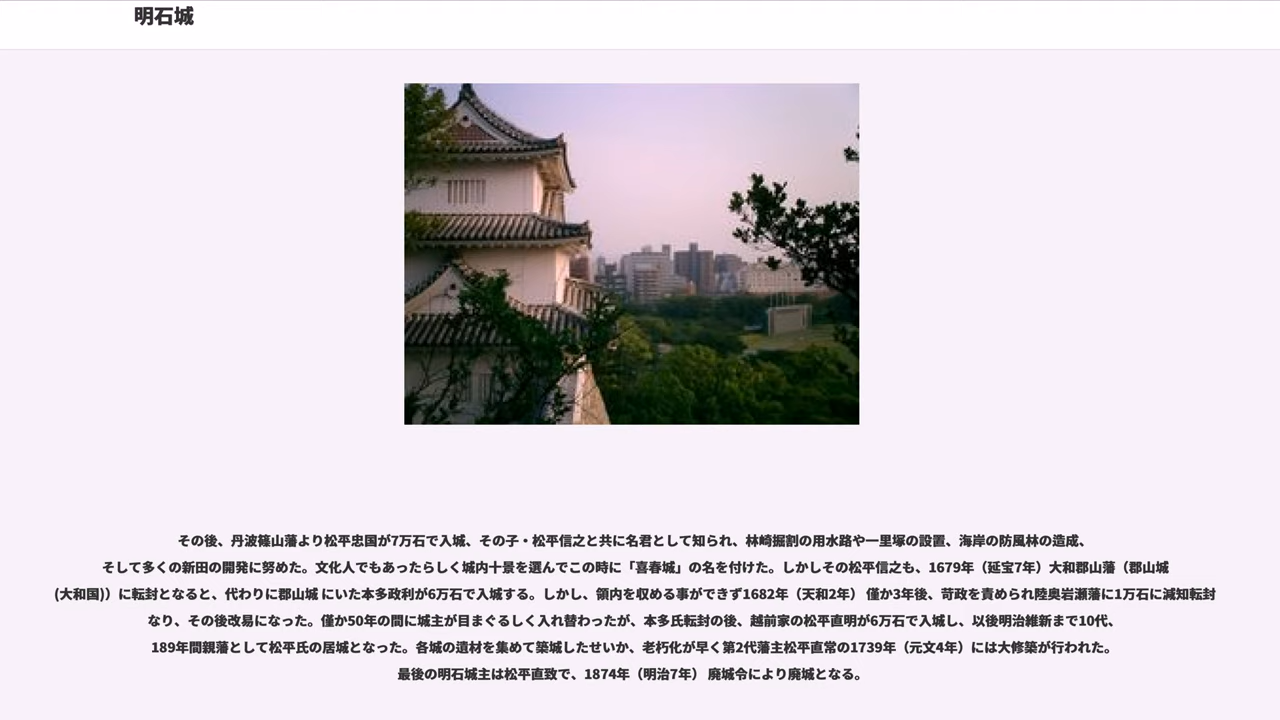 明石城
その後、丹波篠山藩より松平忠国が7万石で入城、その子・松平信之と共に名君として知られ、林崎掘割の用水路や一里塚の設置、海岸の防風林の造成、
そして多くの新田の開発に努めた。文化人でもあったらしく城内十景を選んでこの時に「喜春城」の名を付けた。しかしその松平信之も、1679年（延宝7年）大和郡山藩（郡山城
(大和国)）に転封となると、代わりに郡山城 にいた本多政利が6万石で入城する。しかし、領内を収める事ができず1682年（天和2年） 僅か3年後、苛政を責められ陸奥岩瀬藩に1万石に減知転封
なり、その後改易になった。僅か50年の間に城主が目まぐるしく入れ替わったが、本多氏転封の後、越前家の松平直明が6万石で入城し、以後明治維新まで10代、
189年間親藩として松平氏の居城となった。各城の遺材を集めて築城したせいか、老朽化が早く第2代藩主松平直常の1739年（元文4年）には大修築が行われた。
最後の明石城主は松平直致で、1874年（明治7年） 廃城令により廃城となる。